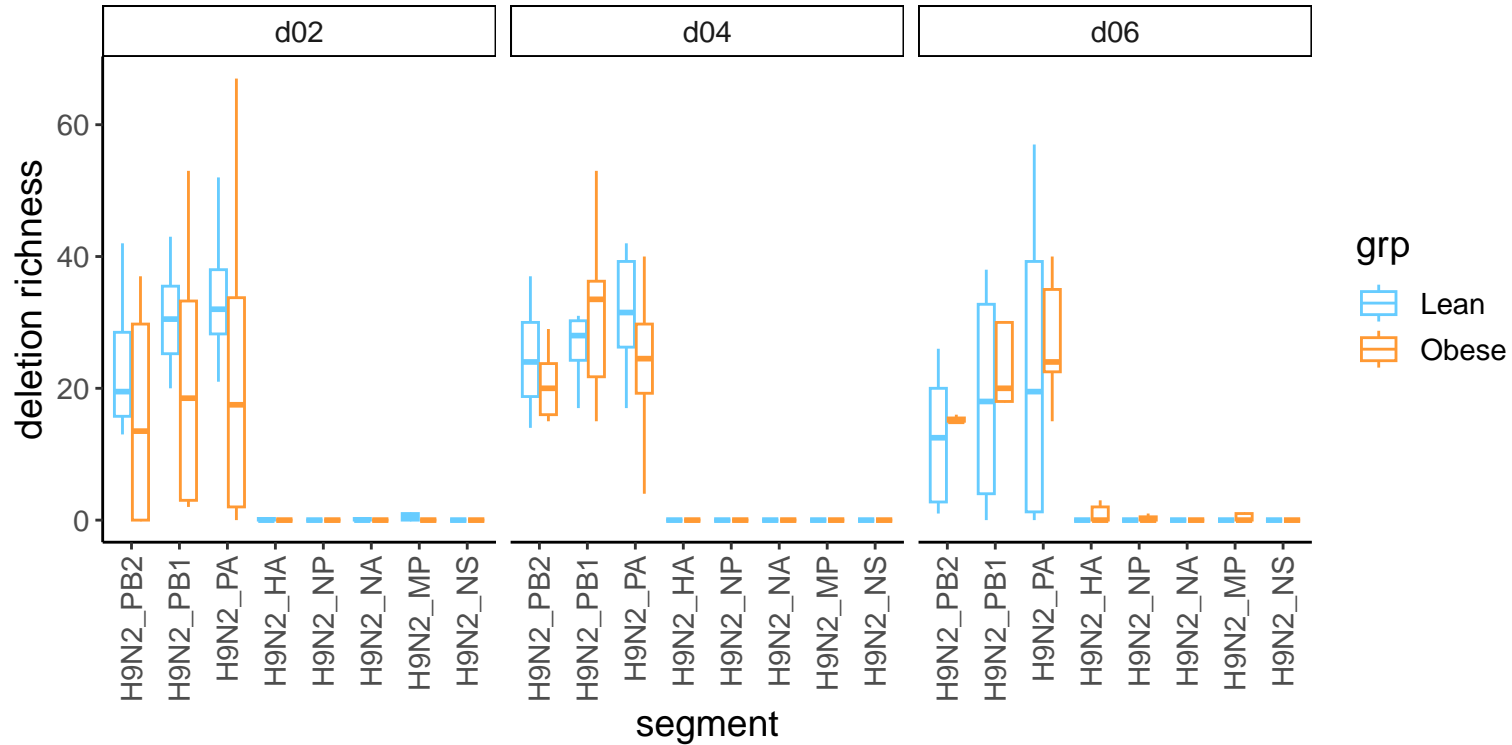 d02 d04 d06
deletion richness
60
40
20
0
H9N2_PB2 H9N2_PB1 H9N2_PA H9N2_HA H9N2_NP H9N2_NA H9N2_MP H9N2_NS
H9N2_PB2 H9N2_PB1 H9N2_PA H9N2_HA H9N2_NP H9N2_NA H9N2_MP H9N2_NS
H9N2_PB2 H9N2_PB1 H9N2_PA H9N2_HA H9N2_NP H9N2_NA H9N2_MP H9N2_NS
segment
grp
Lean
Obese